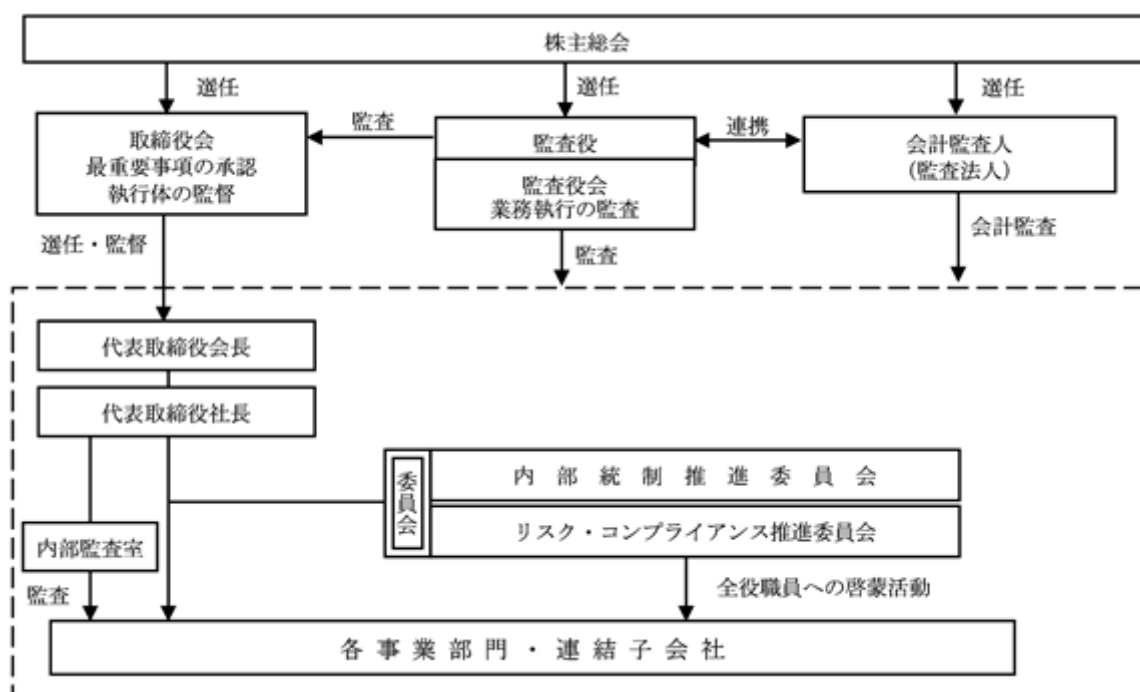 株主総会
選任
選任
選任
取締役会
最重要事項の承認
執行体の監督
監査
監査役
監査役会
業務執行の監査
連携
会計監査人
(監査法人)
選任・監督
監査
会計監査
代表取締役会長
代表取締役社長
委員会
内部統制推進委員会
リスク・コンプライアンス推進委員会
内部監査室
監査
全役職員への啓蒙活動
各事業部門・連結子会社